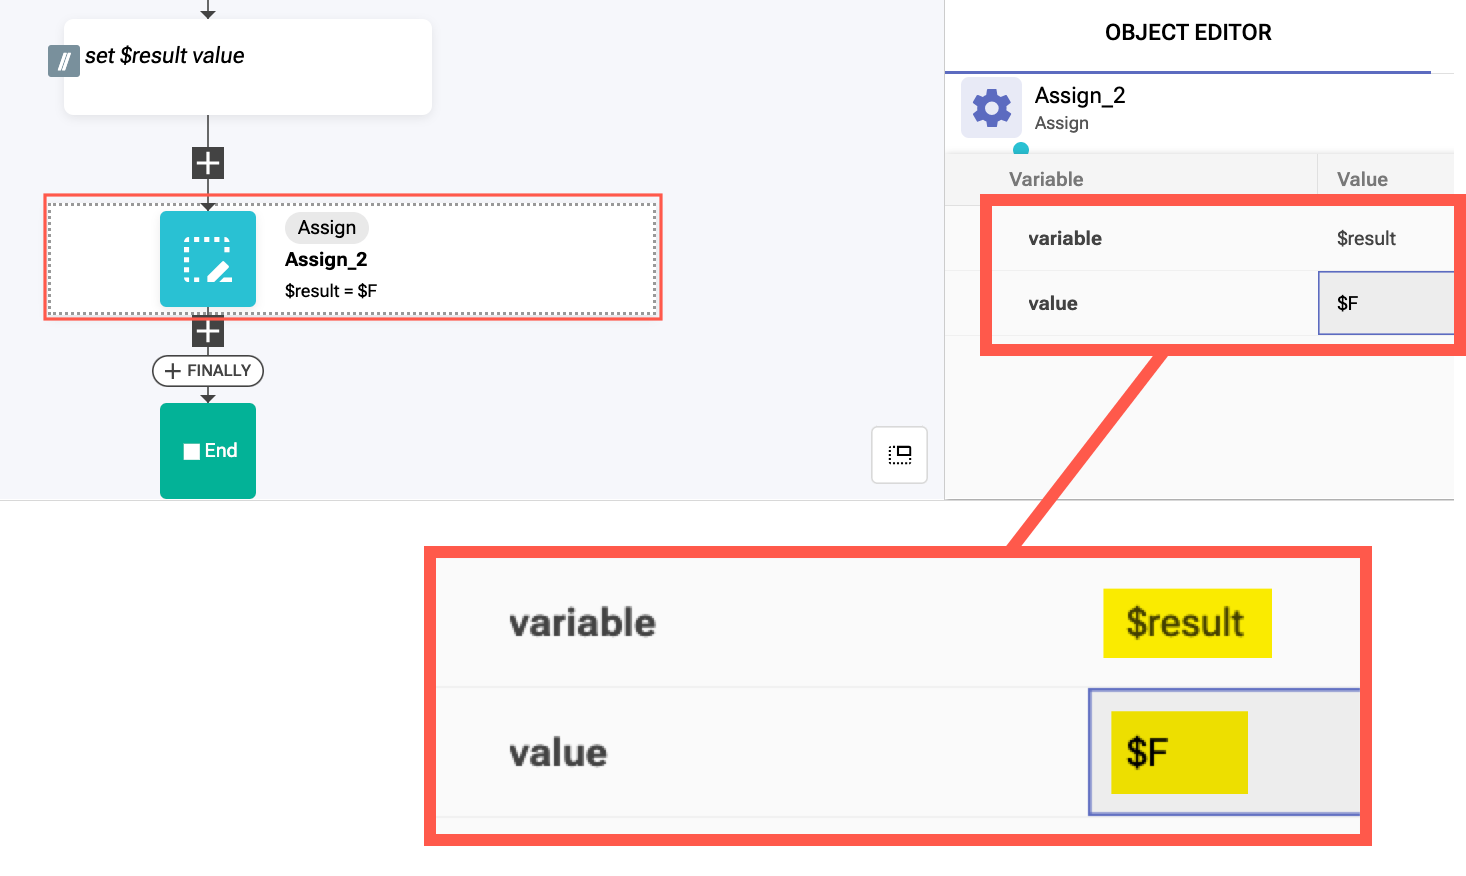 // set $result value
Assign
Assign_2
$result = $F
+ FINALLY
End
OBJECT EDITOR
Assign_2
Assign
Variable Value
variable $result
value $F
variable $result
value $F